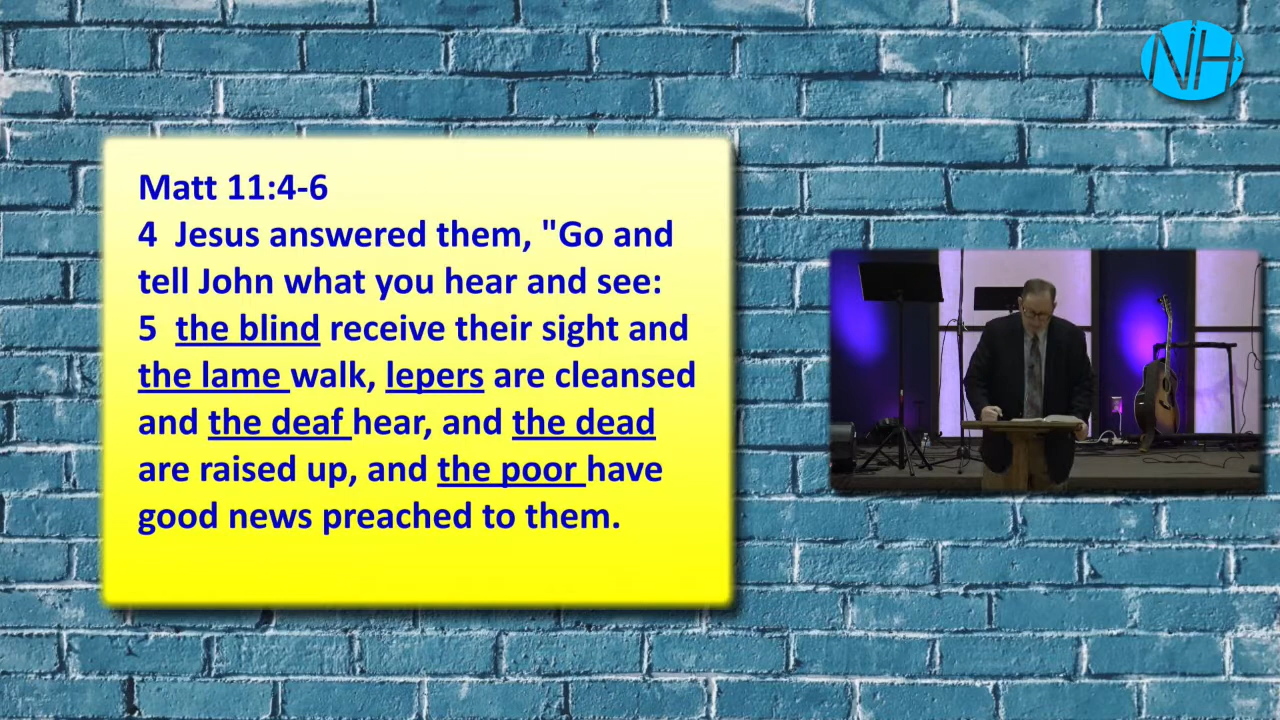 NH
Matt 11:4-6
4 Jesus answered them, "Go and
tell John what you hear and see:
5 the blind receive their sight and
the lame walk, lepers are cleansed
and the deaf hear, and the dead
are raised up, and the poor have
good news preached to them.